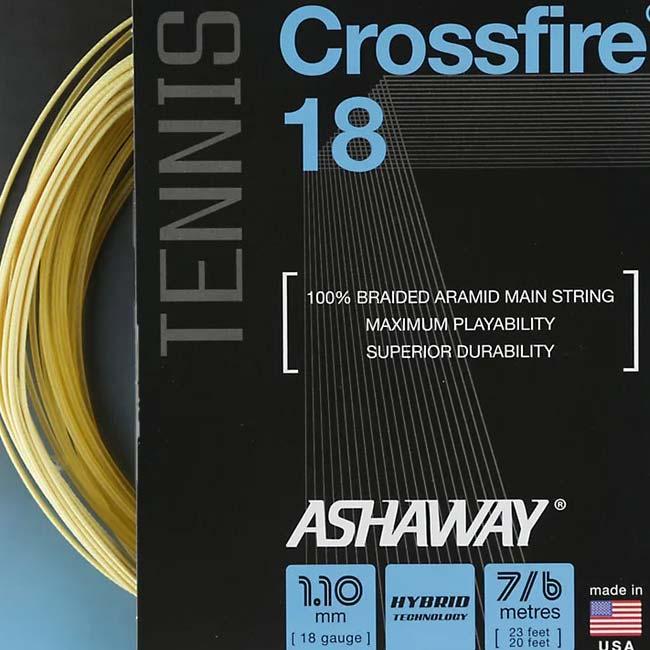 TENNIS
Crossfire®
18
100% BRAIDED ARAMID MAIN STRING
MAXIMUM PLAYABILITY
SUPERIOR DURABILITY
ASHAWAY®
1.10
mm
[ 18 gauge ]
HYBRID
TECHNOLOGY
7/6
metres
[ 23 feet
20 feet ]
made in
USA